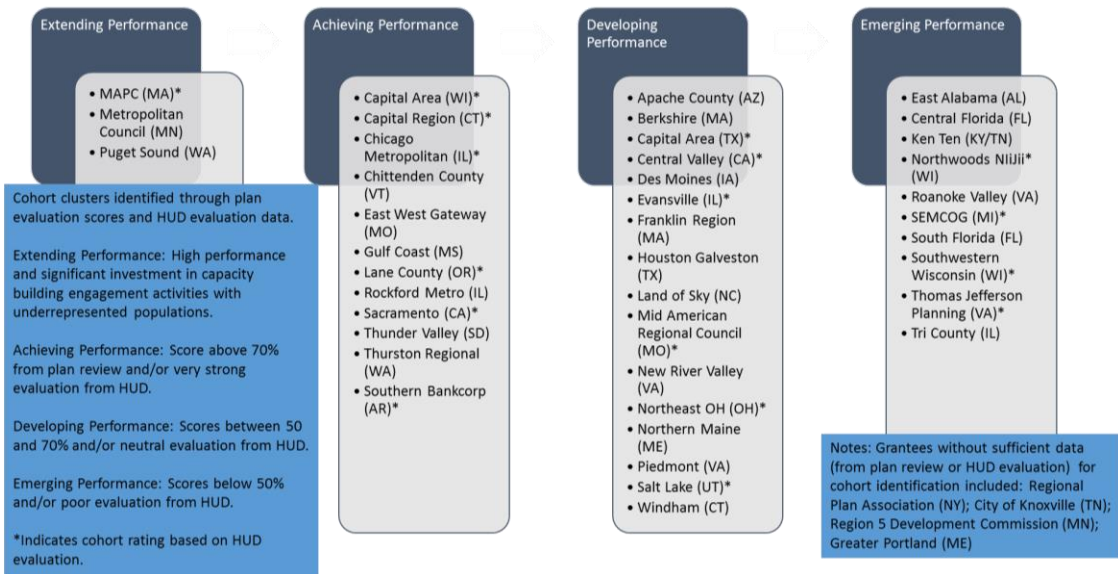 Extending Performance
• MAPC (MA)*
• Metropolitan
Council (MN)
• Puget Sound (WA)
Cohort clusters identified through plan
evaluation scores and HUD evaluation data.
Extending Performance: High performance
and significant investment in capacity
building engagement activities with
underrepresented populations.
Achieving Performance: Score above 70%
from plan review and/or very strong
evaluation from HUD.
Developing Performance: Scores between 50
and 70% and/or neutral evaluation from HUD.
Emerging Performance: Scores below 50%
and/or poor evaluation from HUD.
*Indicates cohort rating based on HUD
evaluation.
Achieving Performance
• Capital Area (WI)*
• Capital Region (CT)*
• Chicago
Metropolitan (IL)*
• Chittenden County
(VT)
• East West Gateway
(MO)
• Gulf Coast (MS)
• Lane County (OR)*
• Rockford Metro (IL)
• Sacramento (CA)*
• Thunder Valley (SD)
• Thurston Regional
(WA)
• Southern Bankcorp
(AR)*
Developing
Performance
• Apache County (AZ)
• Berkshire (MA)
• Capital Area (TX)*
• Central Valley (CA)*
• Des Moines (IA)
• Evansville (IL)*
• Franklin Region
(MA)
• Houston Galveston
(TX)
• Land of Sky (NC)
• Mid American
Regional Council
(MO)*
• New River Valley
(VA)
• Northeast OH (OH)*
• Northern Maine
(ME)
• Piedmont (VA)
• Salt Lake (UT)*
• Windham (CT)
Emerging Performance
• East Alabama (AL)
• Central Florida (FL)
• Ken Ten (KY/TN)
• Northwoods NIiJii*
(WI)
• Roanoke Valley (VA)
• SEMCOG (MI)*
• South Florida (FL)
• Southwestern
Wisconsin (WI)*
• Thomas Jefferson
Planning (VA)*
• Tri County (IL)
Notes: Grantees without sufficient data
(from plan review or HUD evaluation) for
cohort identification included: Regional
Plan Association (NY); City of Knoxville (TN);
Region 5 Development Commission (MN);
Greater Portland (ME)